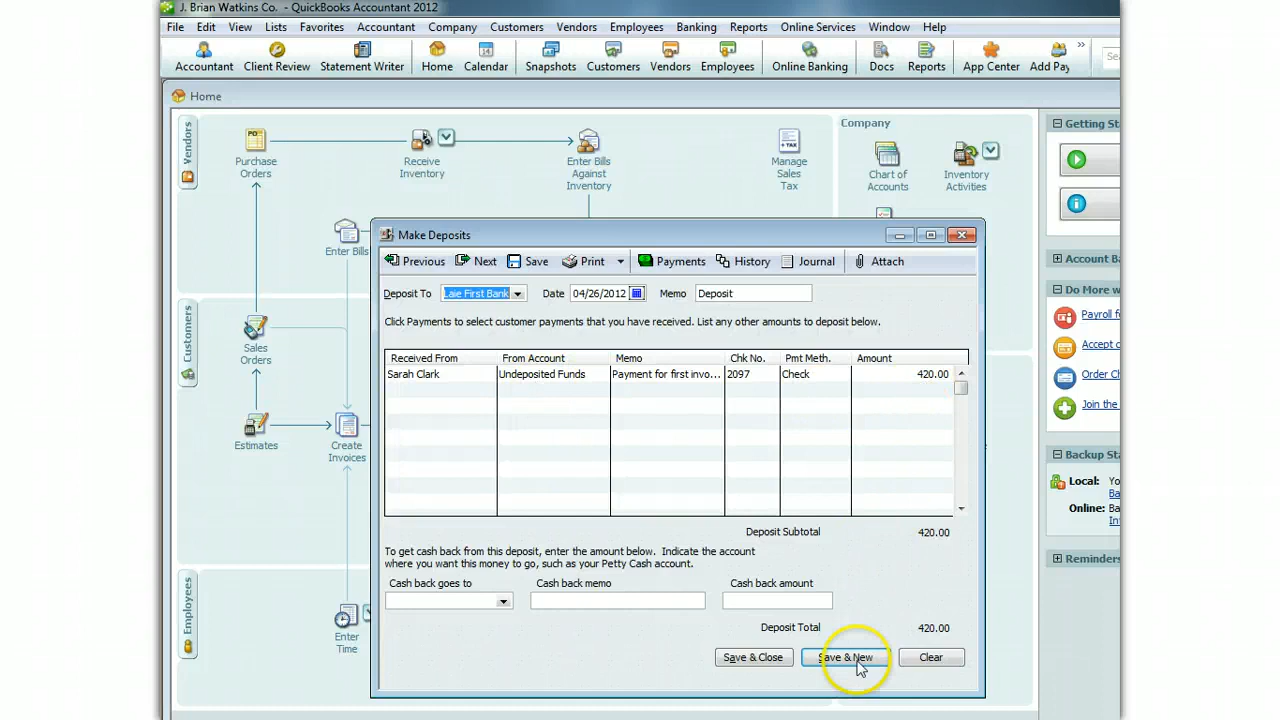 J. Brian Watkins Co. - QuickBooks Accountant 2012
File Edit View Lists Favorites Accountant Company Customers Vendors Employees Banking Reports Online Services Window Help
Accountant Client Review Statement Writer Home Calendar Snapshots Customers Vendors Employees Online Banking Docs Reports App Center Add Pay
Home
Vendors
PO
Purchase
Orders
Receive
Inventory
Enter Bills
Against
Inventory
+ TAX
Manage
Sales
Tax
Company
Chart of
Accounts
Inventory
Activities
Getting St
Enter Bills
Account Ba
Do More w
Payroll f
Accept c
Order Ch
Join the
Backup Sta
Local: Yo
Ba
Online: Ba
Int
Reminders
Customers
Sales
Orders
Estimates
Create
Invoices
Employees
Enter
Time
Make Deposits
Previous Next Save Print Payments History Journal Attach
Deposit To Laie First Bank Date 04/26/2012 Memo Deposit
Click Payments to select customer payments that you have received. List any other amounts to deposit below.
Received From From Account Memo Chk No. Pmt Meth. Amount
Sarah Clark Undeposited Funds Payment for first invo... 2097 Check 420.00
Deposit Subtotal 420.00
To get cash back from this deposit, enter the amount below. Indicate the account
where you want this money to go, such as your Petty Cash account.
Cash back goes to Cash back memo Cash back amount
Deposit Total 420.00
Save & Close Save & New Clear